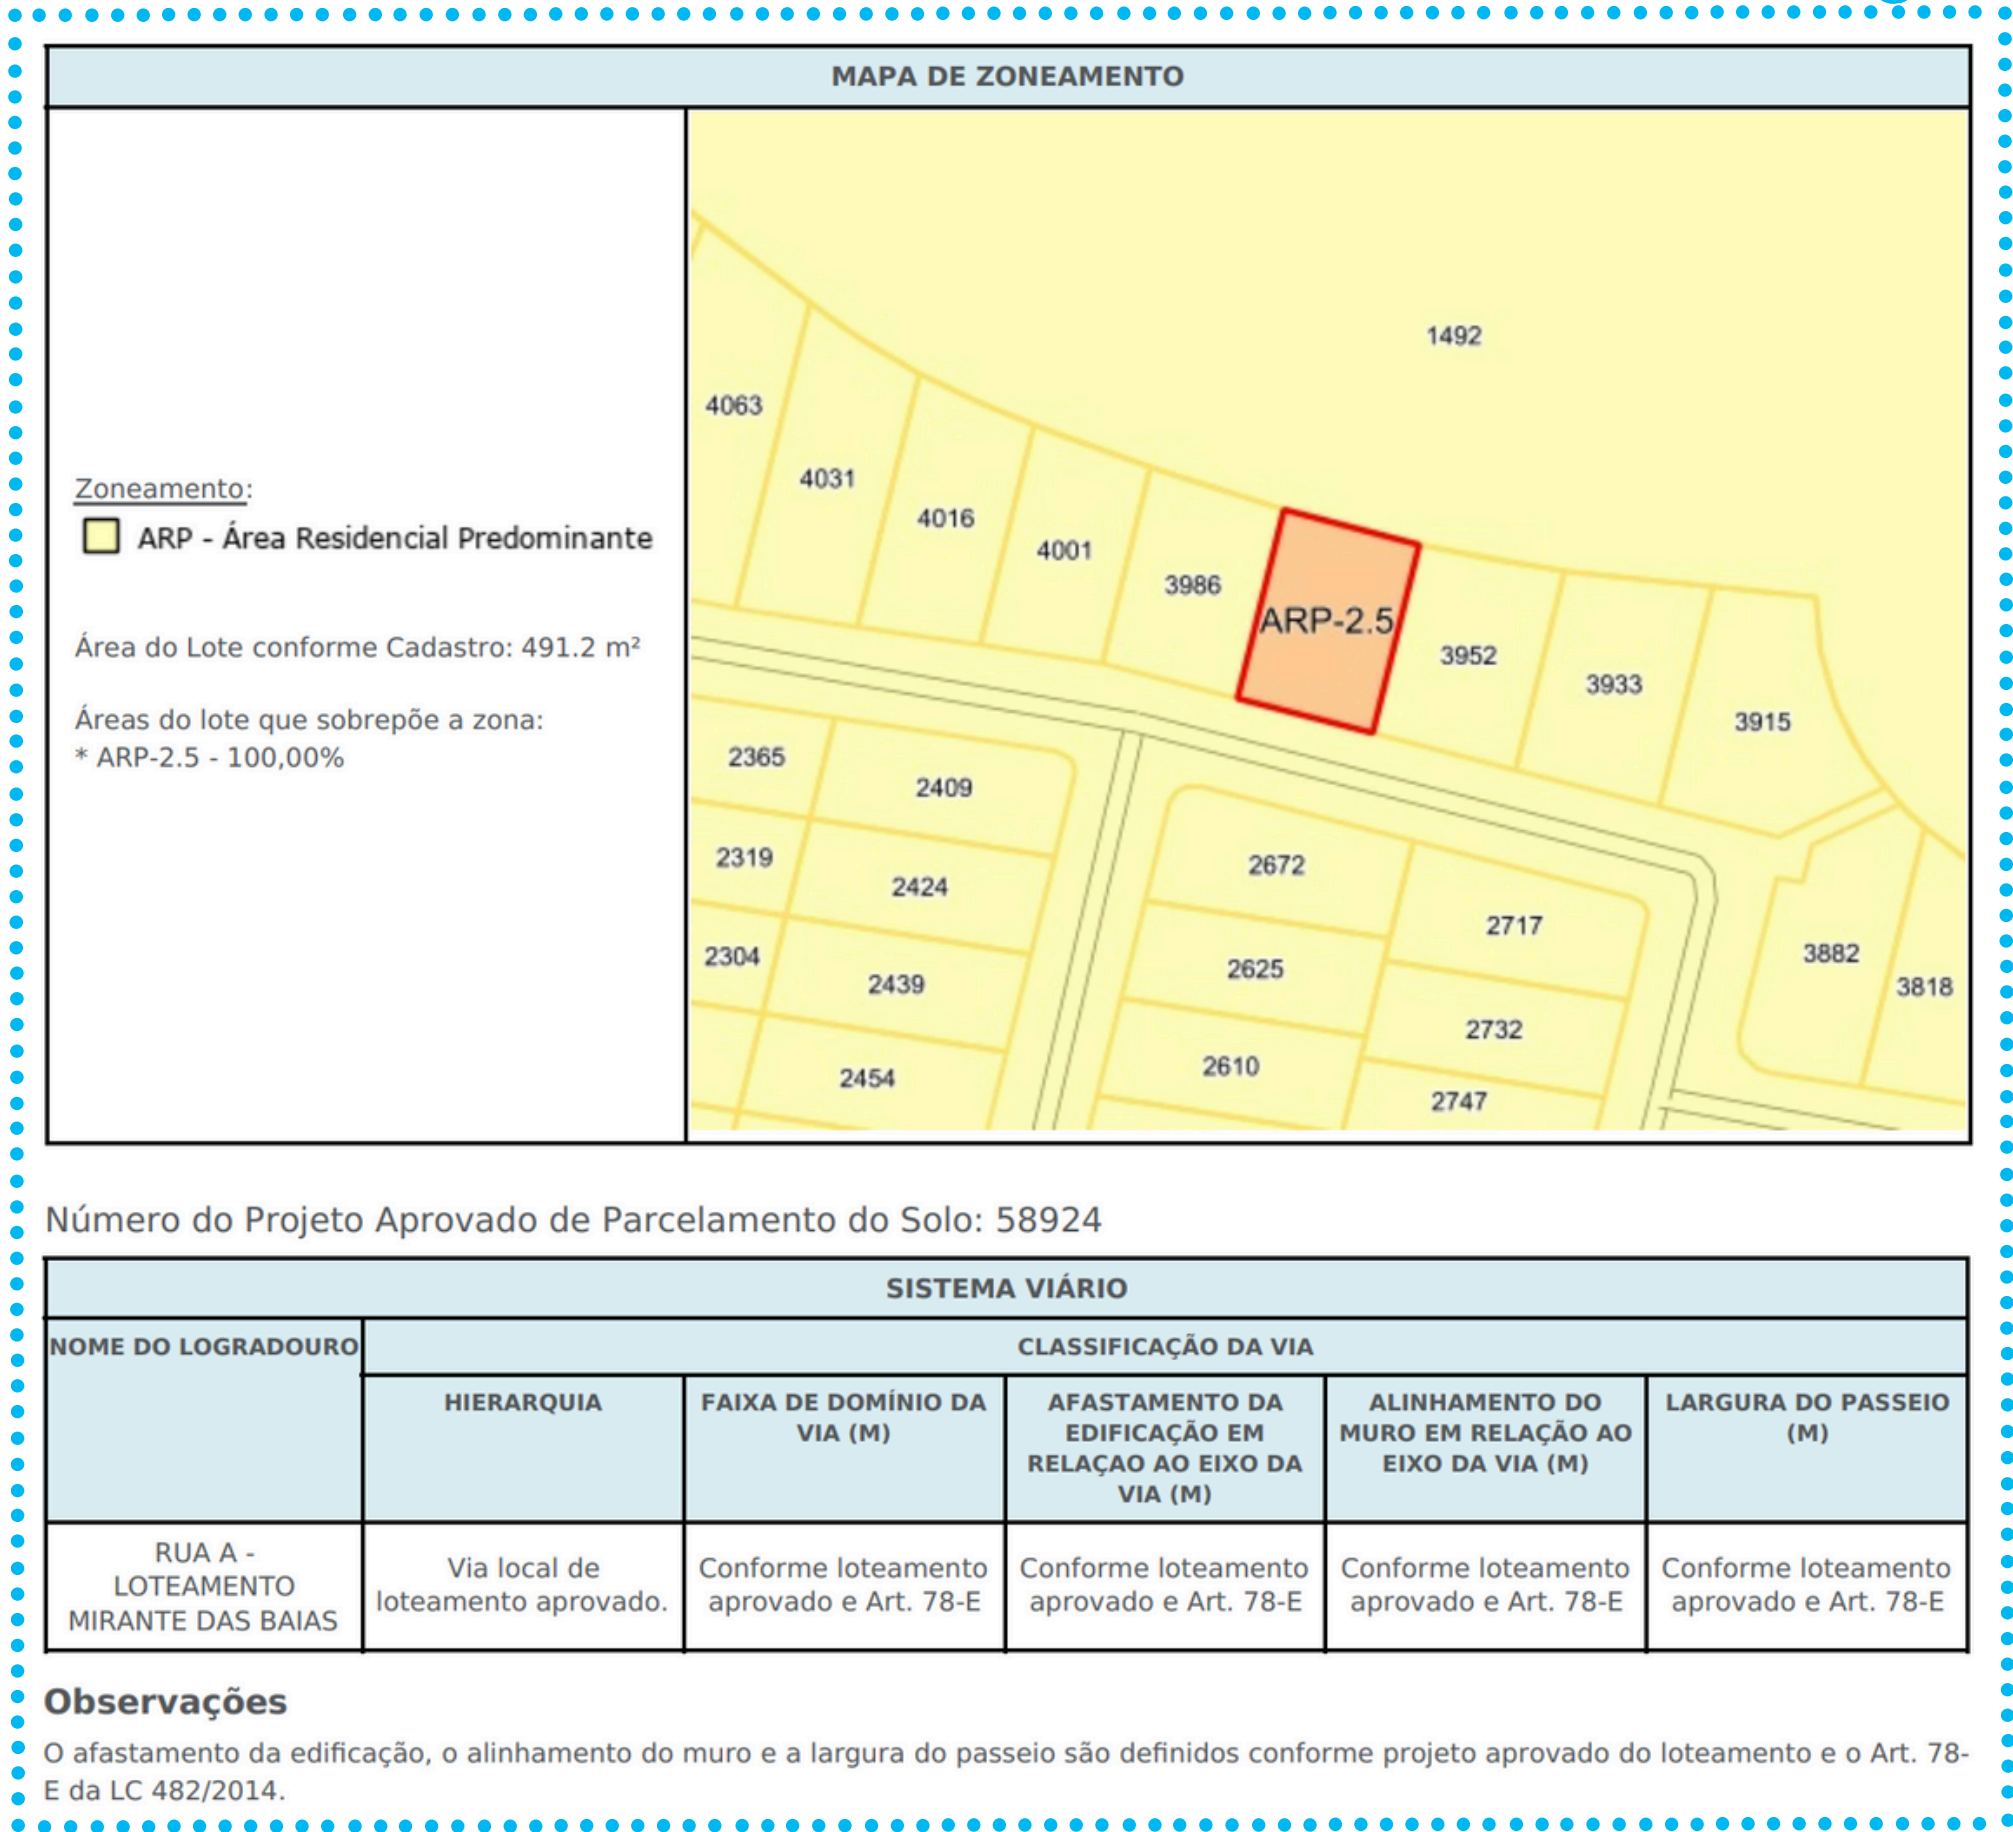 MAPA DE ZONEAMENTO
Zoneamento:
ARP - Área Residencial Predominante
Área do Lote conforme Cadastro: 491.2 m²
Áreas do lote que sobrepõe a zona:
* ARP-2.5 - 100,00%
1492
4063
4031
4016
4001
3986
ARP-2.5
3952
3933
3915
2365
2409
2319
2424
2672
2717
2304
2439
2625
3882
3818
2454
2610
2732
2747
Número do Projeto Aprovado de Parcelamento do Solo: 58924
SISTEMA VIÁRIO
NOME DO LOGRADOURO
CLASSIFICAÇÃO DA VIA
HIERARQUIA
FAIXA DE DOMÍNIO DA
VIA (M)
AFASTAMENTO DA
EDIFICAÇÃO EM
RELAÇAO AO EIXO DA
VIA (M)
ALINHAMENTO DO
MURO EM RELAÇÃO AO
EIXO DA VIA (M)
LARGURA DO PASSEIO
(M)
RUA A -
LOTEAMENTO
MIRANTE DAS BAIAS
Via local de
loteamento aprovado.
Conforme loteamento
aprovado e Art. 78-E
Conforme loteamento
aprovado e Art. 78-E
Conforme loteamento
aprovado e Art. 78-E
Conforme loteamento
aprovado e Art. 78-E
Observações
O afastamento da edificação, o alinhamento do muro e a largura do passeio são definidos conforme projeto aprovado do loteamento e o Art. 78-
E da LC 482/2014.